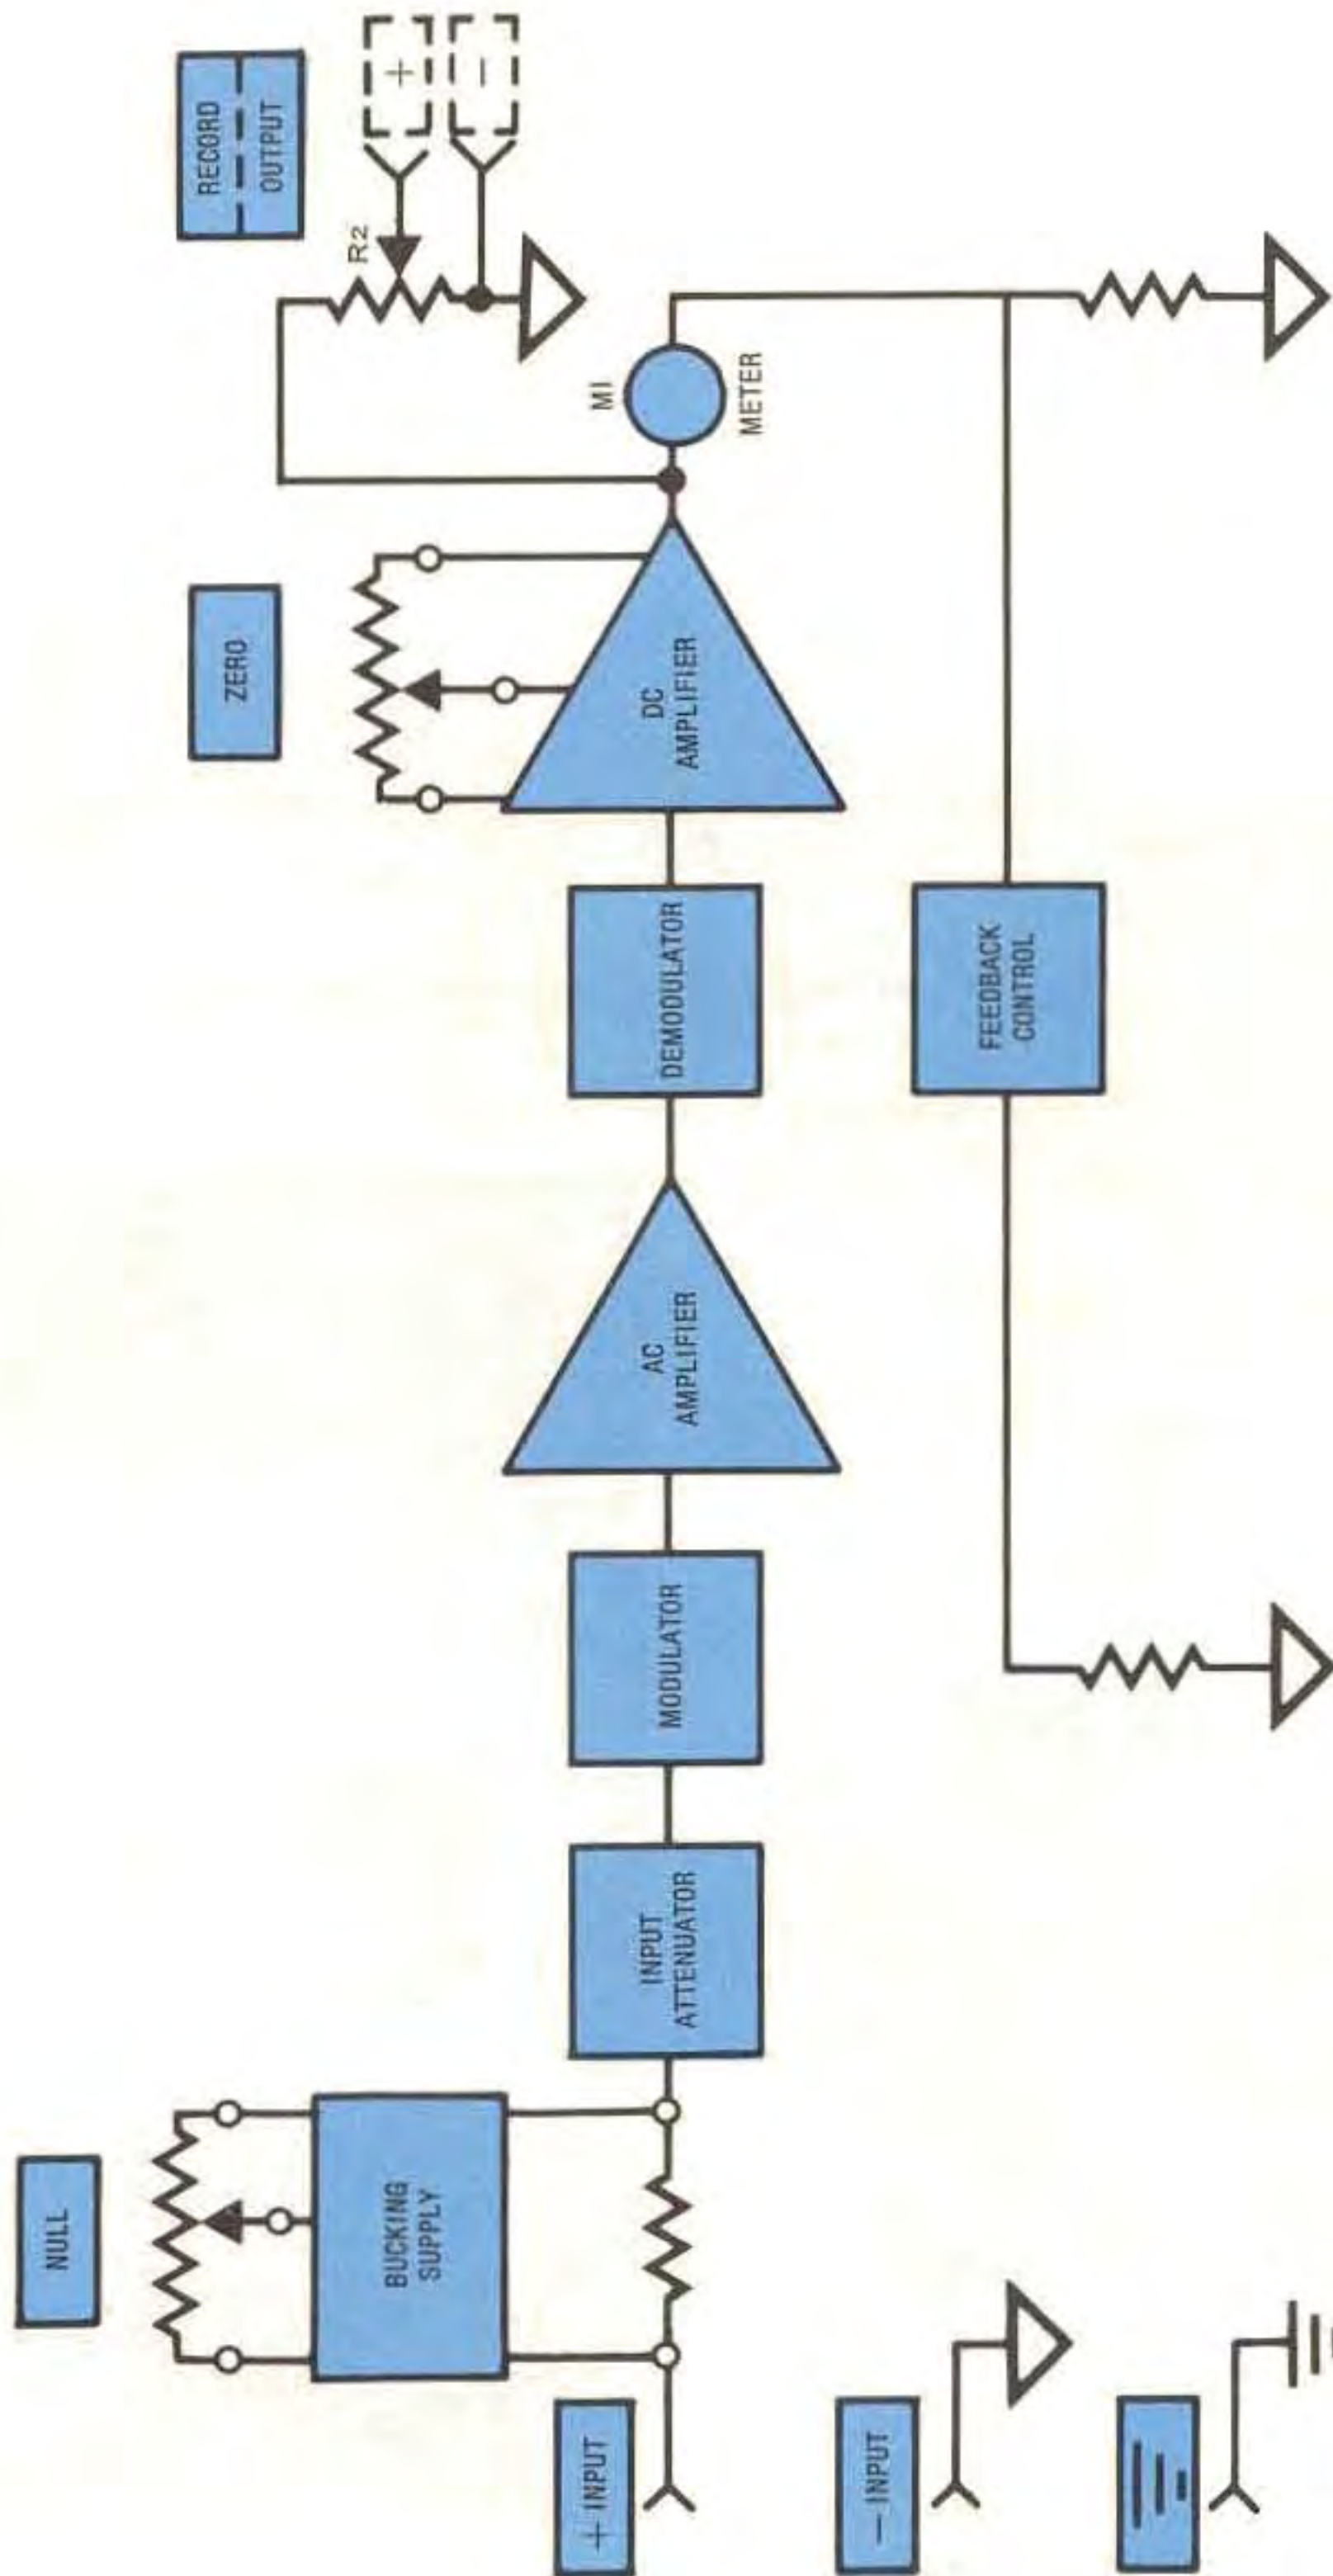 NULL
BUCKING
SUPPLY
+ INPUT
- INPUT
INPUT
ATTENUATOR
MODULATOR
AC
AMPLIFIER
DEMODULATOR
FEEDBACK
CONTROL
ZERO
DC
AMPLIFIER
M1
METER
RECORD
OUTPUT
R2
+
-